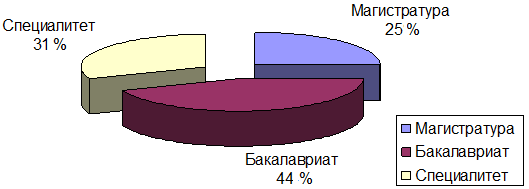 Специалитет
31 %
Магистратура
25 %
Бакалавриат
44 %
Магистратура
Бакалавриат
Специалитет